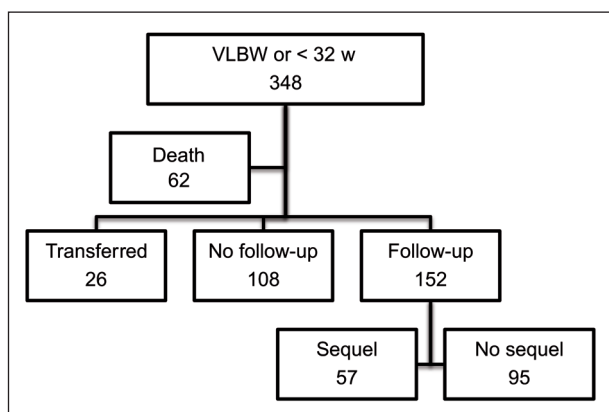 VLBW or < 32 w
348
Death
62
Transferred
26
No follow-up
108
Follow-up
152
Sequel
57
No sequel
95